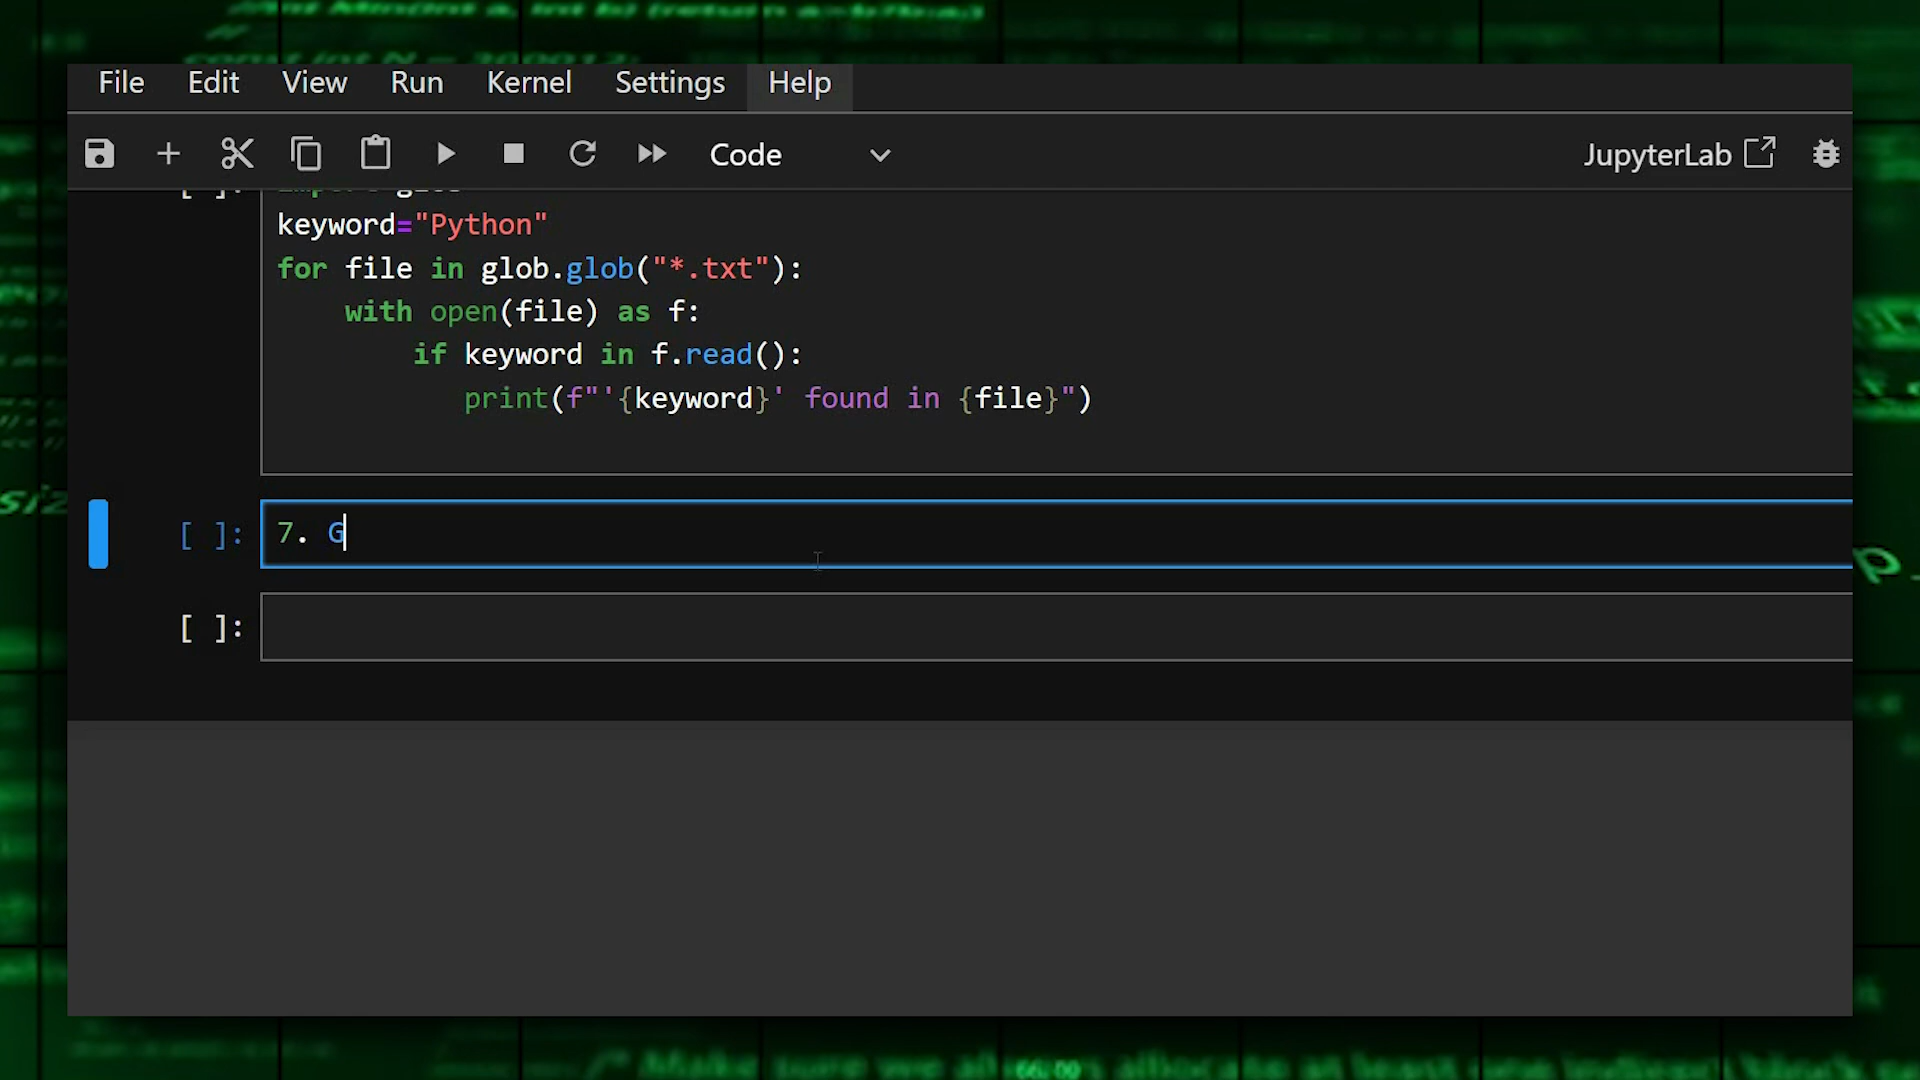 File Edit View Run Kernel Settings Help
Code JupyterLab
[ ]:
keyword="Python"
for file in glob.glob("*.txt"):
with open(file) as f:
if keyword in f.read():
print(f"'{keyword}' found in {file}")
[ ]: 7. G
[ ]: